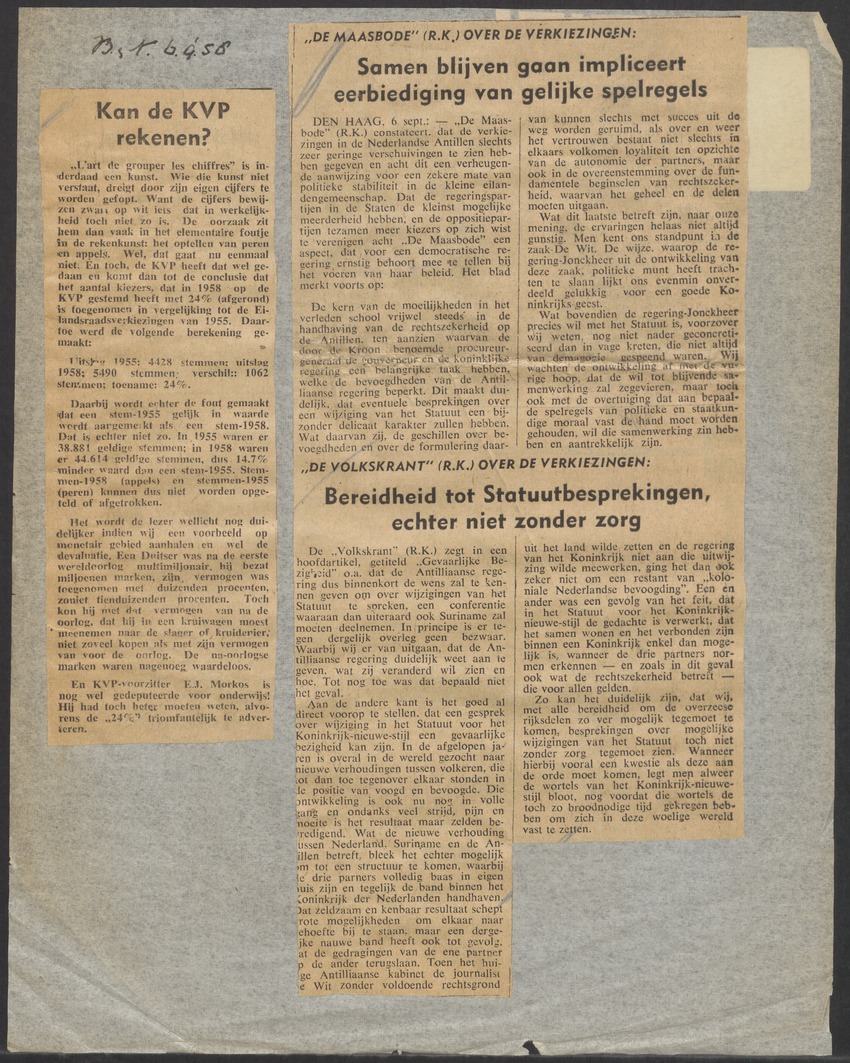 B.N. 6.9.58
Kan de KVP
rekenen?
„L'art de grouper les chiffres" is in-
derdaad een kunst. Wie die kunst niet
verstaat, dreigt door zijn eigen cijfers te
worden gefopt. Want de cijfers bewij-
zen zwart op wit iets dat in werkelijk-
heid toch niet zo is. De oorzaak zit
hem dan vaak in het elementaire foutje
in de rekenkunst: het optellen van peren
en appels. Wel, dat gaat nu eenmaal
niet. En toch, de KVP heeft dat wel ge-
daan en komt dan tot de conclusie dat
het aantal kiezers, dat in 1958 op de
KVP gestemd heeft met 24% (afgerond)
is toegenomen in vergelijking tot de Ei-
landsraadsverkiezingen van 1955. Daar-
toe werd de volgende berekening ge-
maakt:
Uitslag 1955: 4428 stemmen; uitslag
1958; 5490 stemmen; verschil:: 1062
stemmen; toename: 24%.
Daarbij wordt echter de fout gemaakt
dat een stem-1955 gelijk in waarde
werdt aangemerkt als een stem-1958.
Dat is echter niet zo. In 1955 waren er
38.881 geldige stemmen; in 1958 waren
er 44.614 geldige stemmen, dus 14.7%
minder waard dan een stem-1955. Stem-
men-1958 (appels) en stemmen-1955
(peren) kunnen dus niet worden opge-
teld of afgetrokken.
Het wordt de lezer wellicht nog dui-
delijker indien wij een voorbeeld op
monetair gebied aanhalen en wel de
devaluatie. Een Duitser was na de eerste
wereldoorlog multimiljonair, hij bezat
miljoenen marken, zijn vermogen was
toegenomen met duizenden procenten,
zoniet tienduizenden procenten. Toch
kon hij met dat vermogen van na de
oorlog, dat hij in een kruiwagen moest
meenemen naar de slager of kruidenier,
niet zoveel kopen als met zijn vermogen
van voor de oorlog. De na-oorlogse
marken waren nagenoeg waardeloos.
En KVP-voorzitter E.J. Morkos is
nog wel gedeputeerde voor onderwijs!
Hij had toch beter moeten weten, alvo-
rens de „24%" triomfantelijk te adver-
teren.
„DE MAASBODE" (R.K.) OVER DE VERKIEZINGEN:
Samen blijven gaan impliceert
eerbiediging van gelijke spelregels
DEN HAAG, 6 sept.: — „De Maas-
bode" (R.K.) constateert, dat de verkie-
zingen in de Nederlandse Antillen slechts
zeer geringe verschuivingen te zien heb-
ben gegeven en acht dit een verheugen-
de aanwijzing voor een zekere mate van
politieke stabiliteit in de kleine eilan-
dengemeenschap. Dat de regeringspar-
tijen in de Staten de kleinst mogelijke
meerderheid hebben, en de oppositiepar-
tijen tezamen meer kiezers op zich wist
te verenigen acht „De Maasbode" een
aspect, dat voor een democratische re-
gering ernstig behoort mee te tellen bij
het voeren van haar beleid. Het blad
merkt voorts op:
De kern van de moeilijkheden in het
verleden school vrijwel steeds in de
handhaving van de rechtszekerheid op
de Antillen, ten aanzien waarvan de
door de Kroon benoemde procureur-
generaal de gouverneur en de koninklijke
regering een belangrijke taak hebben,
welke de bevoegdheden van de Antil-
liaanse regering beperkt. Dit maakt dui-
delijk, dat eventuele besprekingen over
een wijziging van het Statuut een bij-
zonder delicaat karakter zullen hebben.
Wat daarvan zij, de geschillen over be-
voegdheden en over de formulering daar-
van kunnen slechts met succes uit de
weg worden geruimd, als over en weer
het vertrouwen bestaat niet slechts in
elkaars volkomen loyaliteit ten opzichte
van de autonomie der partners, maar
ook in de overeenstemming over de fun-
damentele beginselen van rechtszeker-
heid, waarvan het geheel en de delen
moeten uitgaan.
Wat dit laatste betreft zijn, naar onze
mening, de ervaringen helaas niet altijd
gunstig. Men kent ons standpunt in de
zaak-De Wit. De wijze, waarop de re-
gering-Jonckheer uit de ontwikkeling van
deze zaak, politieke munt heeft trach-
ten te slaan lijkt ons evenmin onver-
deeld gelukkig voor een goede Ko-
ninkrijks geest.
Wat bovendien de regering-Jonckheer
precies wil met het Statuut is, voorzover
wij weten, nog niet nader geconcreti-
seerd dan in vage kreten, die niet altijd
van demagogie gespeend waren. Wij
wachten de ontwikkeling af met de vu-
rige hoop, dat de wil tot blijvende sa-
menwerking zal zegevieren, maar toch
ook met de overtuiging dat aan bepaal-
de spelregels van politieke en staatkun-
dige moraal vast de hand moet worden
gehouden, wil die samenwerking zin heb-
ben en aantrekkelijk zijn.
„DE VOLKSKRANT" (R.K.) OVER DE VERKIEZINGEN:
Bereidheid tot Statuutbesprekingen,
echter niet zonder zorg
De „Volkskrant" (R.K.) zegt in een
hoofdartikel, getiteld „Gevaarlijke Be-
zigheid" o.a. dat de Antilliaanse rege-
ring dus binnenkort de wens zal te ken-
nen geven om over wijzigingen van het
Statuut te spreken, een conferentie
waaraan dan uiteraard ook Suriname zal
moeten deelnemen. In principe is er te-
gen dergelijk overleg geen bezwaar.
Waarbij wij er van uitgaan, dat de An-
tilliaanse regering duidelijk weet aan te
geven, wat zij veranderd wil zien en
hoe. Tot nog toe was dat bepaald niet
het geval.
Aan de andere kant is het goed al
direct voorop te stellen, dat een gesprek
over wijziging in het Statuut voor het
Koninkrijk-nieuwe-stijl een gevaarlijke
bezigheid kan zijn. In de afgelopen ja-
ren is overal in de wereld gezocht naar
nieuwe verhoudingen tussen volkeren, die
tot dan toe tegenover elkaar stonden in
de positie van voogd en bevoogde. Die
ontwikkeling is ook nu nog in volle
gang en ondanks veel strijd, pijn en
moeite is het resultaat maar zelden be-
vredigend. Wat de nieuwe verhouding
ussen Nederland, Suriname en de An-
illen betreft, bleek het echter mogelijk
om tot een structuur te komen, waarbij
e drie parners volledig baas in eigen
uis zijn en tegelijk de band binnen het
Koninkrijk der Nederlanden handhaven.
Dat zeldzaam en kenbaar resultaat schept
rote mogelijkheden om elkaar naar
ehoefte bij te staan, maar een derge-
ijke nauwe band heeft ook tot gevolg,
at de gedragingen van de ene partner
p de ander terugslaan. Toen het hui-
ge Antilliaanse kabinet de journalist
e Wit zonder voldoende rechtsgrond
uit het land wilde zetten en de regering
van het Koninkrijk niet aan die uitwij-
zing wilde meewerken, ging het dan ook
zeker niet om een restant van „kolo-
niale Nederlandse bevoogding". Een en
ander was een gevolg van het feit, dat
in het Statuut voor het Koninkrijk-
nieuwe-stijl de gedachte is verwerkt, dat
het samen wonen en het verbonden zijn
binnen een Koninkrijk enkel dan moge-
lijk is, wanneer de drie partners nor-
men erkennen — en zoals in dit geval
ook wat de rechtszekerheid betreft —
die voor allen gelden.
Zo kan het duidelijk zijn, dat wij,
met alle bereidheid om de overzeese
rijksdelen zo ver mogelijk tegemoet te
komen, besprekingen over mogelijke
wijzigingen van het Statuut toch niet
zonder zorg tegemoet zien. Wanneer
hierbij vooral een kwestie als deze aan
de orde moet komen, legt men alweer
de wortels van het Koninkrijk-nieuwe-
stijl bloot, nog voordat die wortels de
toch zo broodnodige tijd gekregen heb-
ben om zich in deze woelige wereld
vast te zetten.